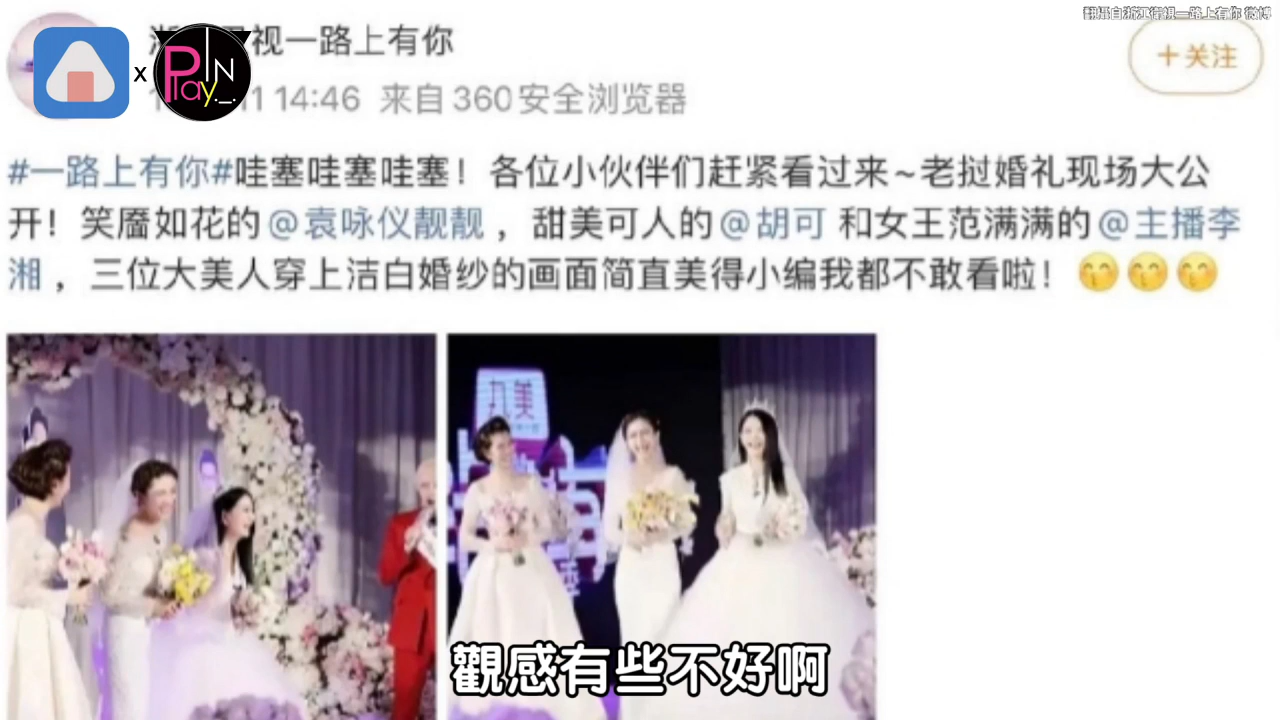 翻攝自浙江衛視一路上有你 微博
视一路上有你
+关注
x
PlayIN
11 14:46 来自 360安全浏览器
#一路上有你#哇塞哇塞哇塞！各位小伙伴们赶紧看过来~老挝婚礼现场大公
开！笑靥如花的@袁咏仪靓靓，甜美可人的@胡可 和女王范满满的@主播李
湘，三位大美人穿上洁白婚纱的画面简直美得小编我都不敢看啦！
丸美
觀感有些不好啊